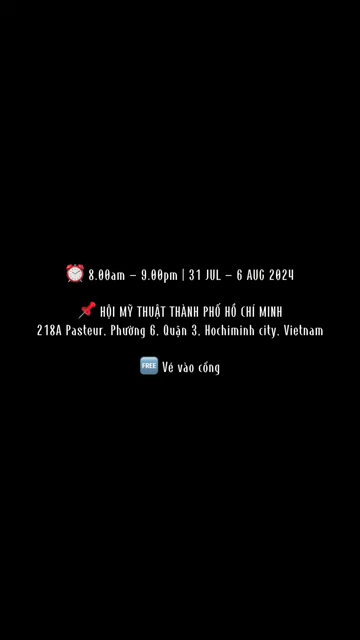 ⏰ 8.00am – 9.00pm | 31 JUL – 6 AUG 2024
📌 HỘI MỸ THUẬT THÀNH PHỐ HỒ CHÍ MINH
218A Pasteur, Phường 6, Quận 3, Hochiminh city, Vietnam
🆓 Vé vào cổng